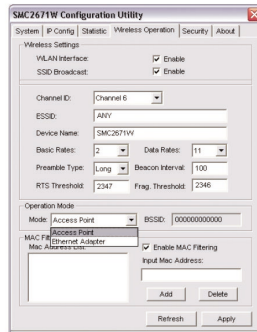 SMC2671W Configuration Utility
System IP Config Statistic Wireless Operation Security About
Wireless Settings
WLAN Interface: Enable
SSID Broadcast: Enable
Channel ID: Channel 6
ESSID: ANY
Device Name: SMC2671W
Basic Rates: 2 Data Rates: 11
Preamble Type: Long Beacon Interval: 100
RTS Threshold: 2347 Frag. Threshold: 2346
Operation Mode
Mode: Access Point BSSID: 000000000000
Access Point
Ethernet Adapter
MAC Fil
Mac Address List: Enable MAC Filtering
Input Mac Address:
Add Delete
Refresh Apply